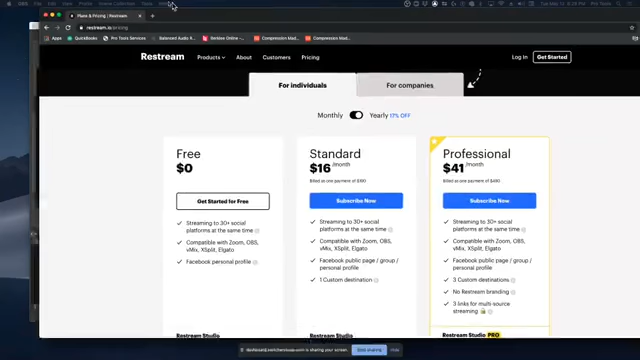 Plans & Pricing | Restream
restream.io/pricing
Apps QuickBooks Pro Tools Services Balanced Audio R... Berklee Online -... Compression Mad... Compression Mad...
Restream Products About Customers Pricing Log In Get Started
For individuals For companies
Monthly Yearly 17% OFF
Free
$0
Get Started for Free
Streaming to 30+ social
platforms at the same time
Compatible with Zoom, OBS,
vMix, XSplit, Elgato
Facebook personal profile
Standard
$16 /month
Billed as one payment of $190
Subscribe Now
Streaming to 30+ social
platforms at the same time
Compatible with Zoom, OBS,
vMix, XSplit, Elgato
Facebook public page / group /
personal profile
1 Custom destination
Professional
$41 /month
Billed as one payment of $490
Subscribe Now
Streaming to 30+ social
platforms at the same time
Compatible with Zoom, OBS,
vMix, XSplit, Elgato
Facebook public page / group /
personal profile
3 Custom destinations
No Restream branding
3 links for multi-source
streaming
Restream Studio
Restream Studio
Restream Studio PRO
is sharing your screen. Stop sharing Hide